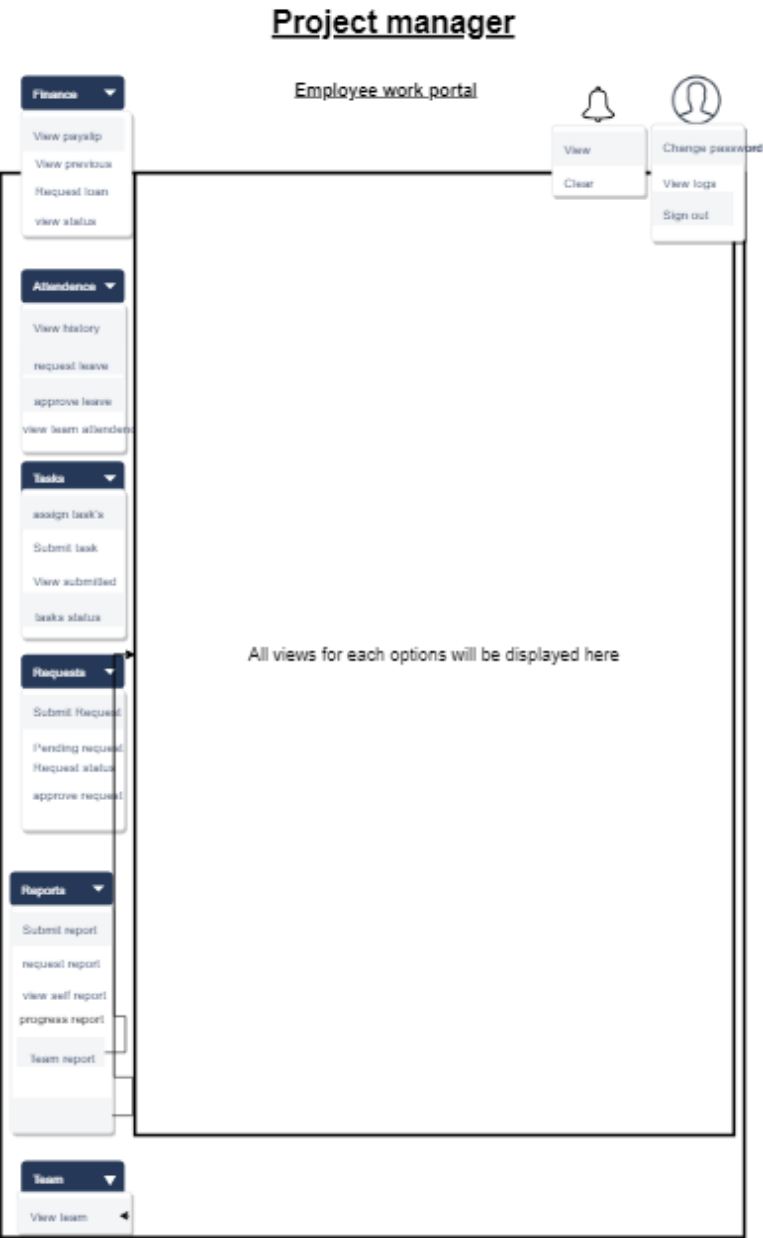 Project manager
Employee work portal
Finance
View payslip
View previous
Request loan
view status
View
Clear
Change password
View logs
Sign out
Attendence
View history
request leave
approve leave
view team attendenc
Tasks
assign task's
Submit task
View submitted
tasks status
All views for each options will be displayed here
Requests
Submit Request
Pending request
Request status
approve request
Reports
Submit report
request report
view self report
progress report
Team report
Team
View team